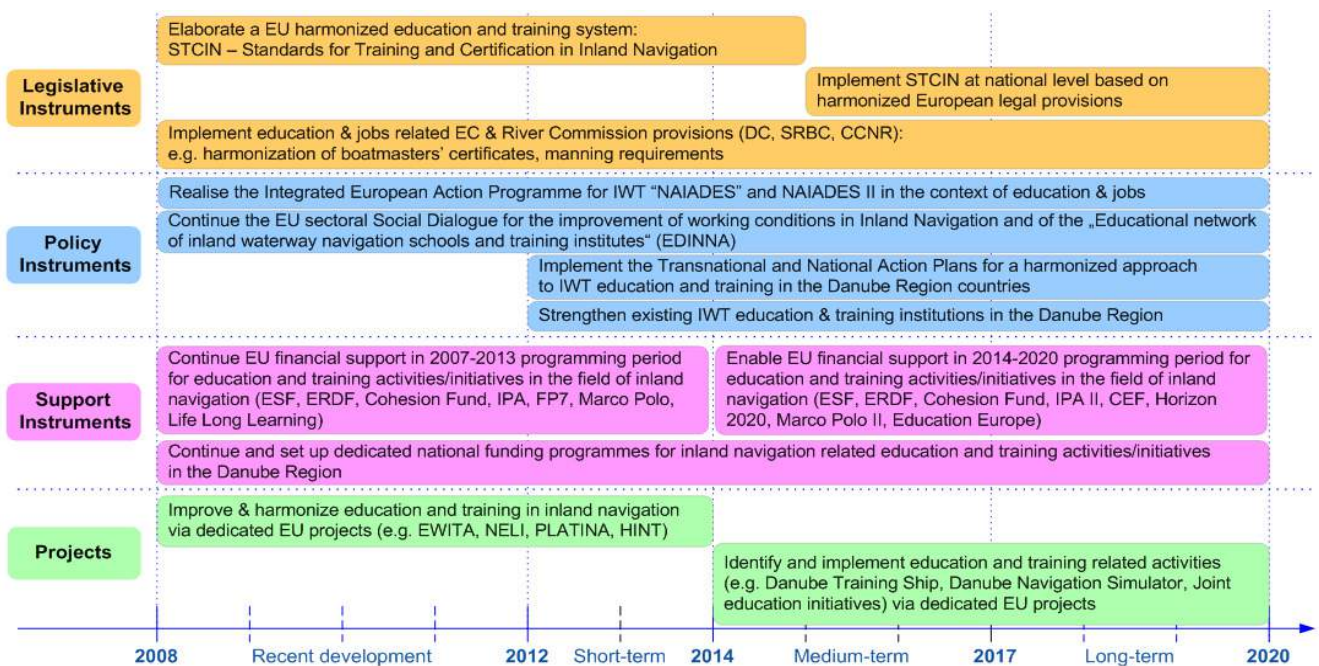 Elaborate a EU harmonized education and training system:
STCIN – Standards for Training and Certification in Inland Navigation
Legislative
Instruments
Implement STCIN at national level based on
harmonized European legal provisions
Implement education & jobs related EC & River Commission provisions (DC, SRBC, CCNR):
e.g. harmonization of boatmasters' certificates, manning requirements
Realise the Integrated European Action Programme for IWT "NAIADES" and NAIADES II in the context of education & jobs
Continue the EU sectoral Social Dialogue for the improvement of working conditions in Inland Navigation and of the „Educational network
of inland waterway navigation schools and training institutes“ (EDINNA)
Policy
Instruments
Implement the Transnational and National Action Plans for a harmonized approach
to IWT education and training in the Danube Region countries
Strengthen existing IWT education & training institutions in the Danube Region
Support
Instruments
Continue EU financial support in 2007-2013 programming period
for education and training activities/initiatives in the field of inland
navigation (ESF, ERDF, Cohesion Fund, IPA, FP7, Marco Polo,
Life Long Learning)
Enable EU financial support in 2014-2020 programming period for
education and training activities/initiatives in the field of inland
navigation (ESF, ERDF, Cohesion Fund, IPA II, CEF, Horizon
2020, Marco Polo II, Education Europe)
Continue and set up dedicated national funding programmes for inland navigation related education and training activities/initiatives
in the Danube Region
Projects
Improve & harmonize education and training in inland navigation
via dedicated EU projects (e.g. EWITA, NELI, PLATINA, HINT)
Identify and implement education and training related activities
(e.g. Danube Training Ship, Danube Navigation Simulator, Joint
education initiatives) via dedicated EU projects
2008 Recent development 2012 Short-term 2014 Medium-term 2017 Long-term 2020